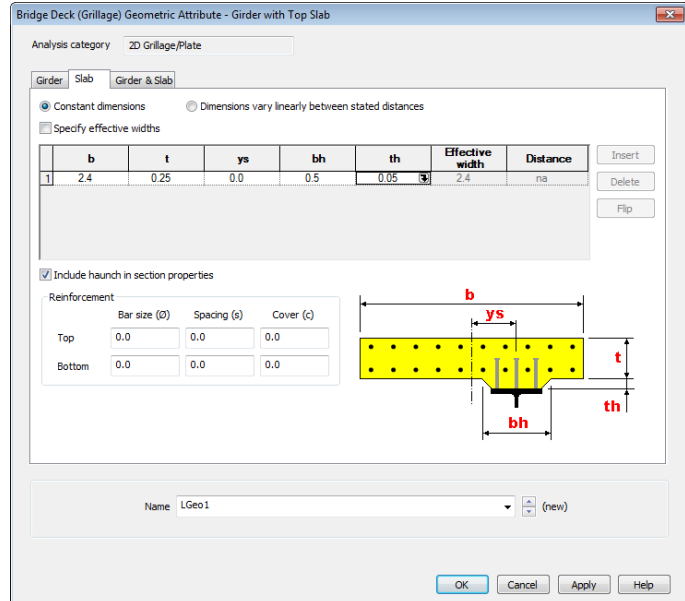 Bridge Deck (Grillage) Geometric Attribute - Girder with Top Slab
Analysis category 2D Grillage/Plate
Girder Slab Girder & Slab
Constant dimensions Dimensions vary linearly between stated distances
Specify effective widths
b t ys bh th Effective width Distance Insert
1 2.4 0.25 0.0 0.5 0.05 2.4 na Delete
Flip
Include haunch in section properties
Reinforcement
Bar size (Ø) Spacing (s) Cover (c)
Top 0.0 0.0 0.0
Bottom 0.0 0.0 0.0
b
ys
t
th
bh
Name LGeo1 (new)
OK Cancel Apply Help